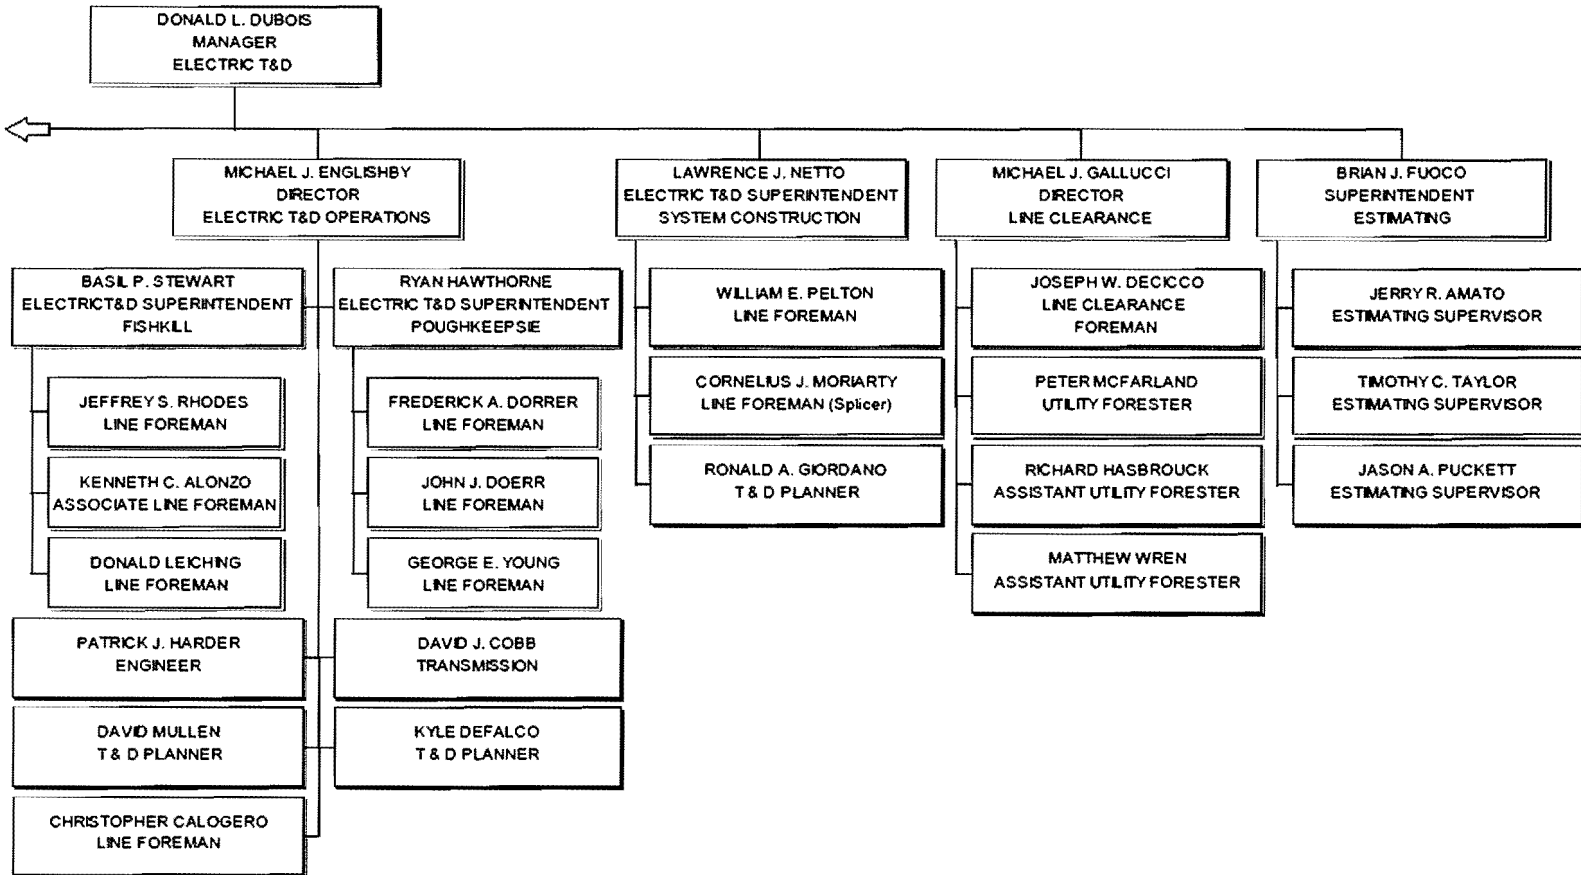 DONALD L. DUBOIS
MANAGER
ELECTRIC T&D
MICHAEL J. ENGLISHBY
DIRECTOR
ELECTRIC T&D OPERATIONS
LAWRENCE J. NETTO
ELECTRIC T&D SUPERINTENDENT
SYSTEM CONSTRUCTION
MICHAEL J. GALLUCCI
DIRECTOR
LINE CLEARANCE
BRIAN J. FUOCO
SUPERINTENDENT
ESTIMATING
BASIL P. STEWART
ELECTRICT&D SUPERINTENDENT
FISHKILL
RYAN HAWTHORNE
ELECTRIC T&D SUPERINTENDENT
POUGHKEEPSIE
WILLIAM E. PELTON
LINE FOREMAN
JOSEPH W. DECICCO
LINE CLEARANCE
FOREMAN
JERRY R. AMATO
ESTIMATING SUPERVISOR
JEFFREY S. RHODES
LINE FOREMAN
FREDERICK A. DORRER
LINE FOREMAN
CORNELIUS J. MORIARTY
LINE FOREMAN (Splicer)
PETER MCFARLAND
UTILITY FORESTER
TIMOTHY C. TAYLOR
ESTIMATING SUPERVISOR
KENNETH C. ALONZO
ASSOCIATE LINE FOREMAN
JOHN J. DOERR
LINE FOREMAN
RONALD A. GIORDANO
T & D PLANNER
RICHARD HASBROUCK
ASSISTANT UTILITY FORESTER
JASON A. PUCKETT
ESTIMATING SUPERVISOR
DONALD LEICHING
LINE FOREMAN
GEORGE E. YOUNG
LINE FOREMAN
MATTHEW WREN
ASSISTANT UTILITY FORESTER
PATRICK J. HARDER
ENGINEER
DAVID J. COBB
TRANSMISSION
DAVID MULLEN
T & D PLANNER
KYLE DEFALCO
T & D PLANNER
CHRISTOPHER CALOGERO
LINE FOREMAN